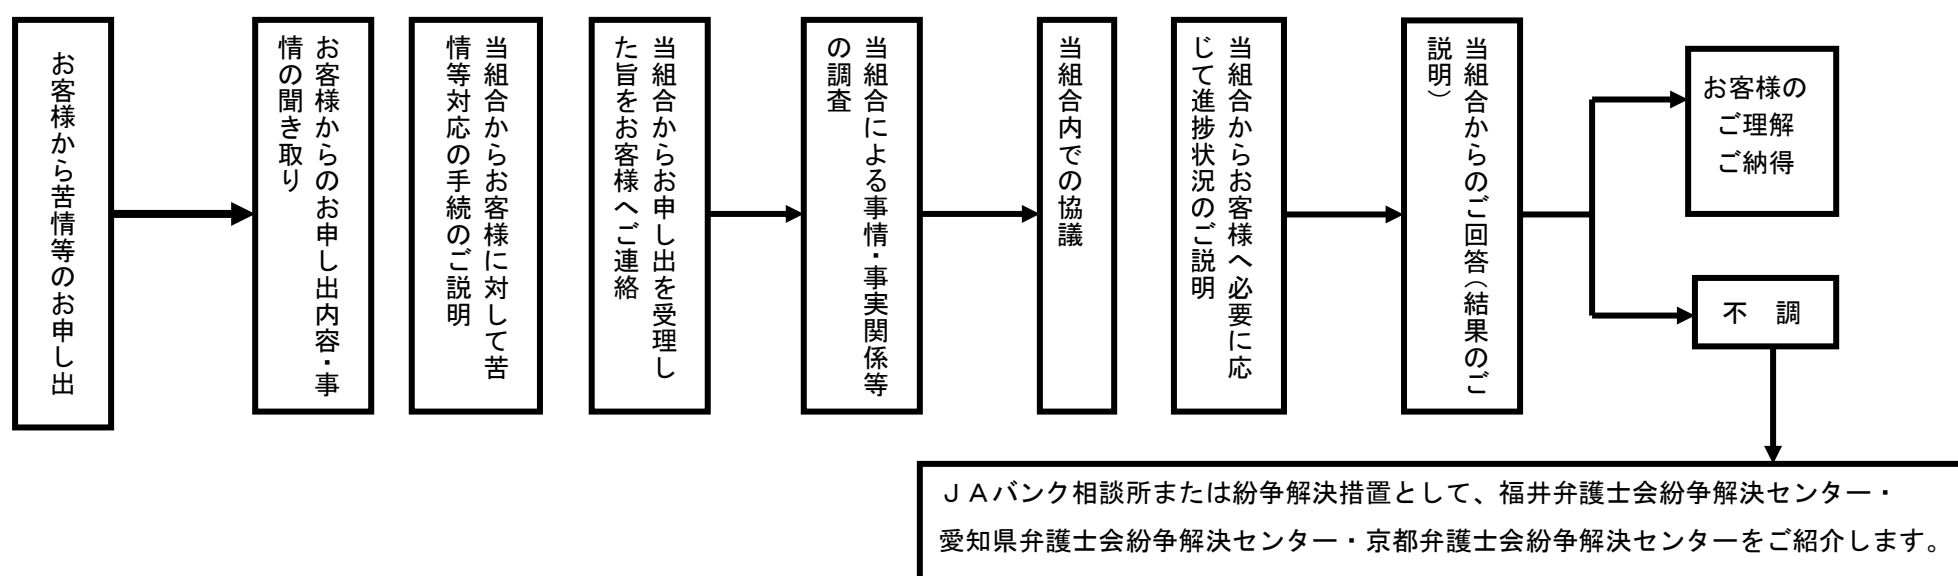 お客様から苦情等のお申し出
お客様からのお申し出内容・事
情の聞き取り
当組合からお客様に対して苦
情等対応の手続のご説明
当組合からお申し出を受理し
た旨をお客様へご連絡
当組合による事情・事実関係等
の調査
当組合内での協議
当組合からお客様へ必要に応
じて進捗状況のご説明
当組合からのご回答（結果のご
説明）
お客様の
ご理解
ご納得
不　調
ＪＡバンク相談所または紛争解決措置として、福井弁護士会紛争解決センター・
愛知県弁護士会紛争解決センター・京都弁護士会紛争解決センターをご紹介します。